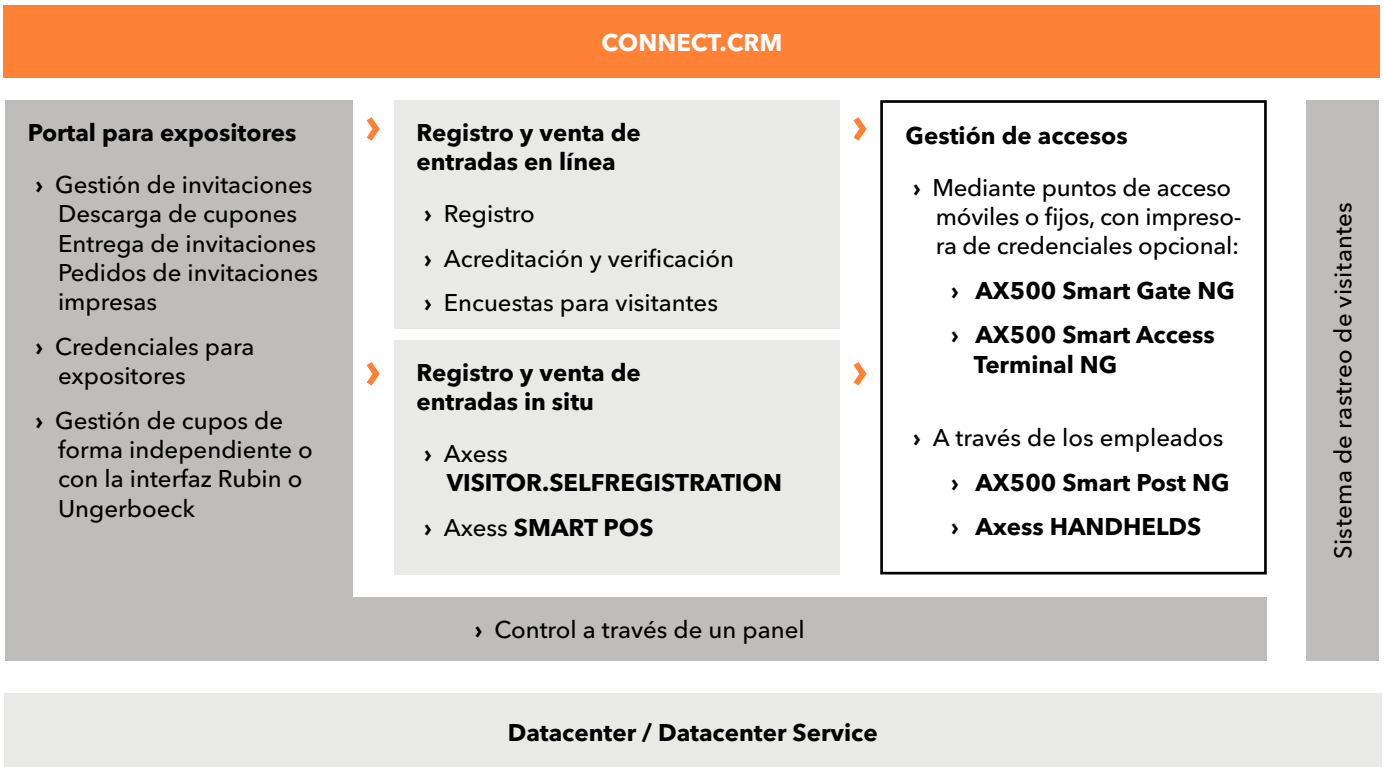 CONNECT.CRM
Portal para expositores
› Gestión de invitaciones
Descarga de cupones
Entrega de invitaciones
Pedidos de invitaciones
impresas
› Credenciales para
expositores
› Gestión de cupos de
forma independiente o
con la interfaz Rubin o
Ungerboeck
Registro y venta de
entradas en línea
› Registro
› Acreditación y verificación
› Encuestas para visitantes
Registro y venta de
entradas in situ
› Axess
VISITOR.SELFREGISTRATION
› Axess SMART POS
Gestión de accesos
› Mediante puntos de acceso
móviles o fijos, con impreso-
ra de credenciales opcional:
› AX500 Smart Gate NG
› AX500 Smart Access
Terminal NG
› A través de los empleados
› AX500 Smart Post NG
› Axess HANDHELDS
Sistema de rastreo de visitantes
› Control a través de un panel
Datacenter / Datacenter Service